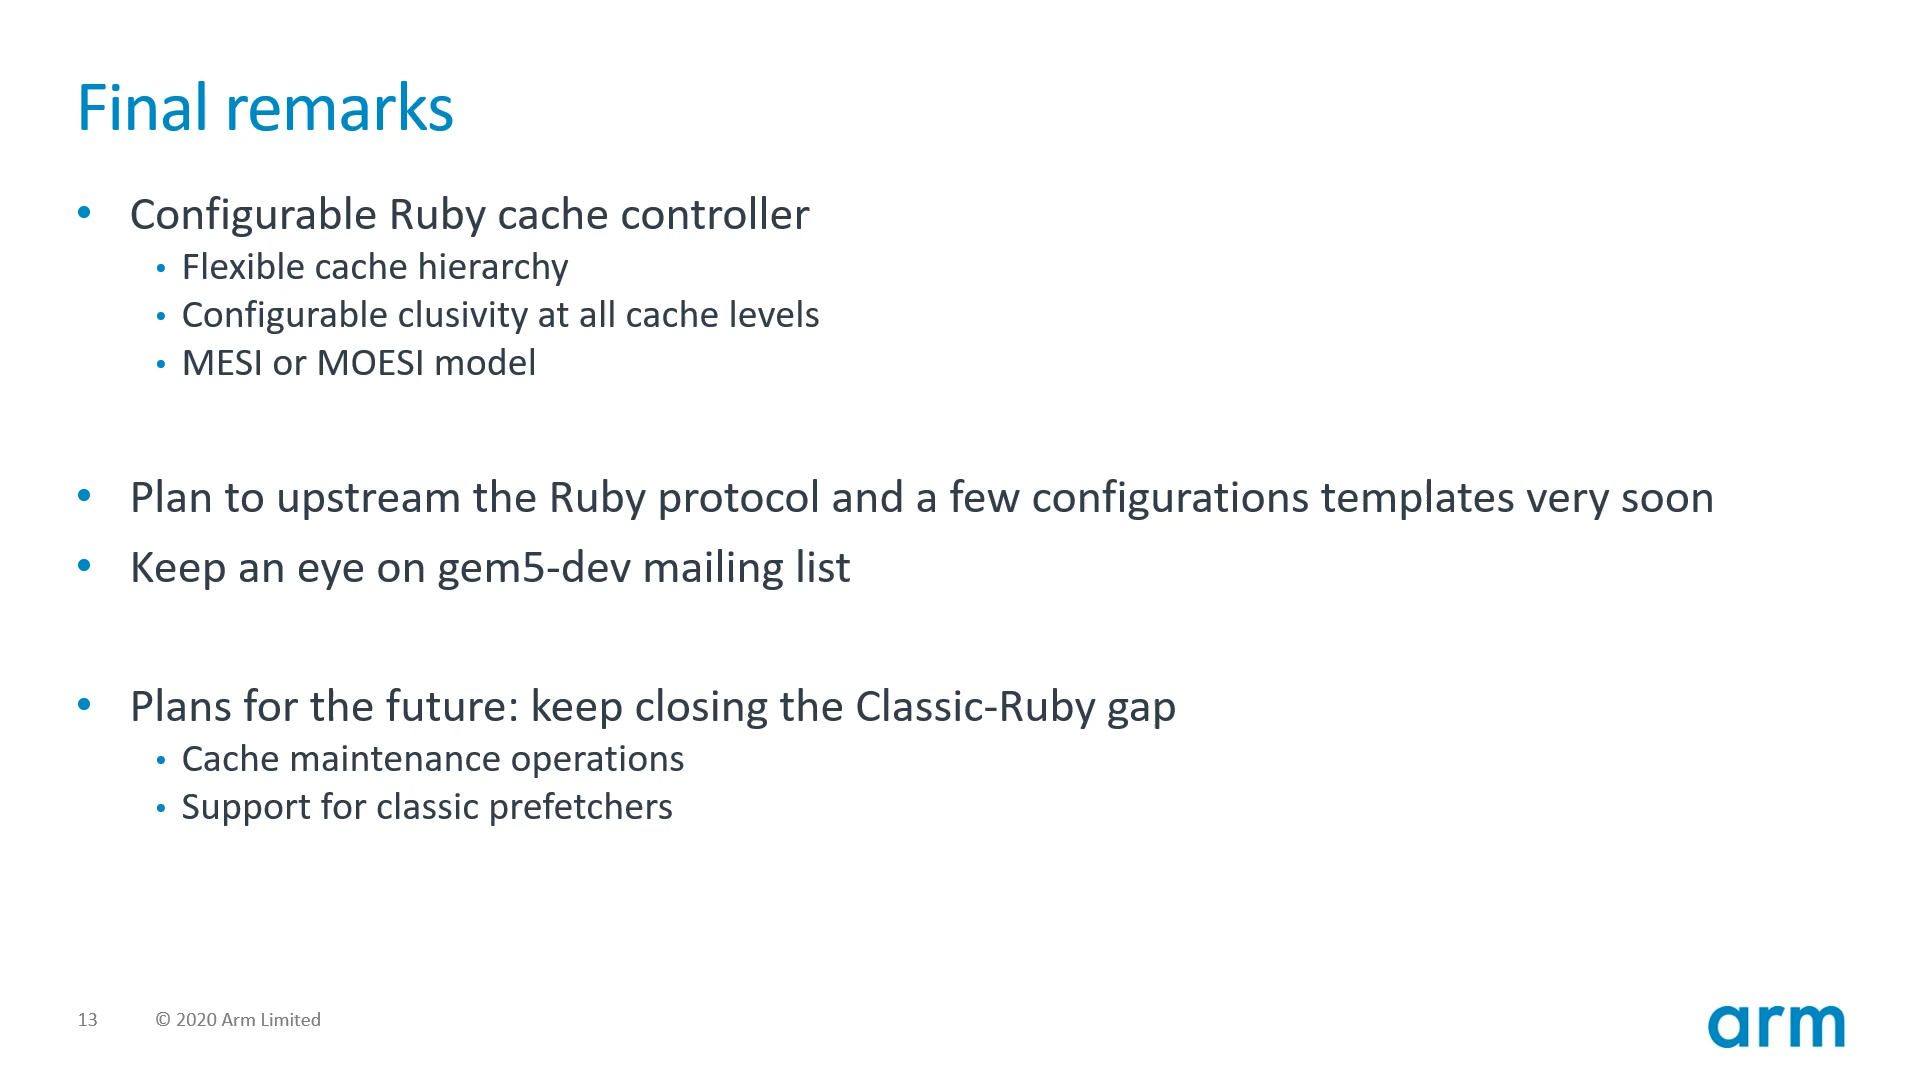 Final remarks
• Configurable Ruby cache controller
• Flexible cache hierarchy
• Configurable clusivity at all cache levels
• MESI or MOESI model
• Plan to upstream the Ruby protocol and a few configurations templates very soon
• Keep an eye on gem5-dev mailing list
• Plans for the future: keep closing the Classic-Ruby gap
• Cache maintenance operations
• Support for classic prefetchers
13 © 2020 Arm Limited
arm